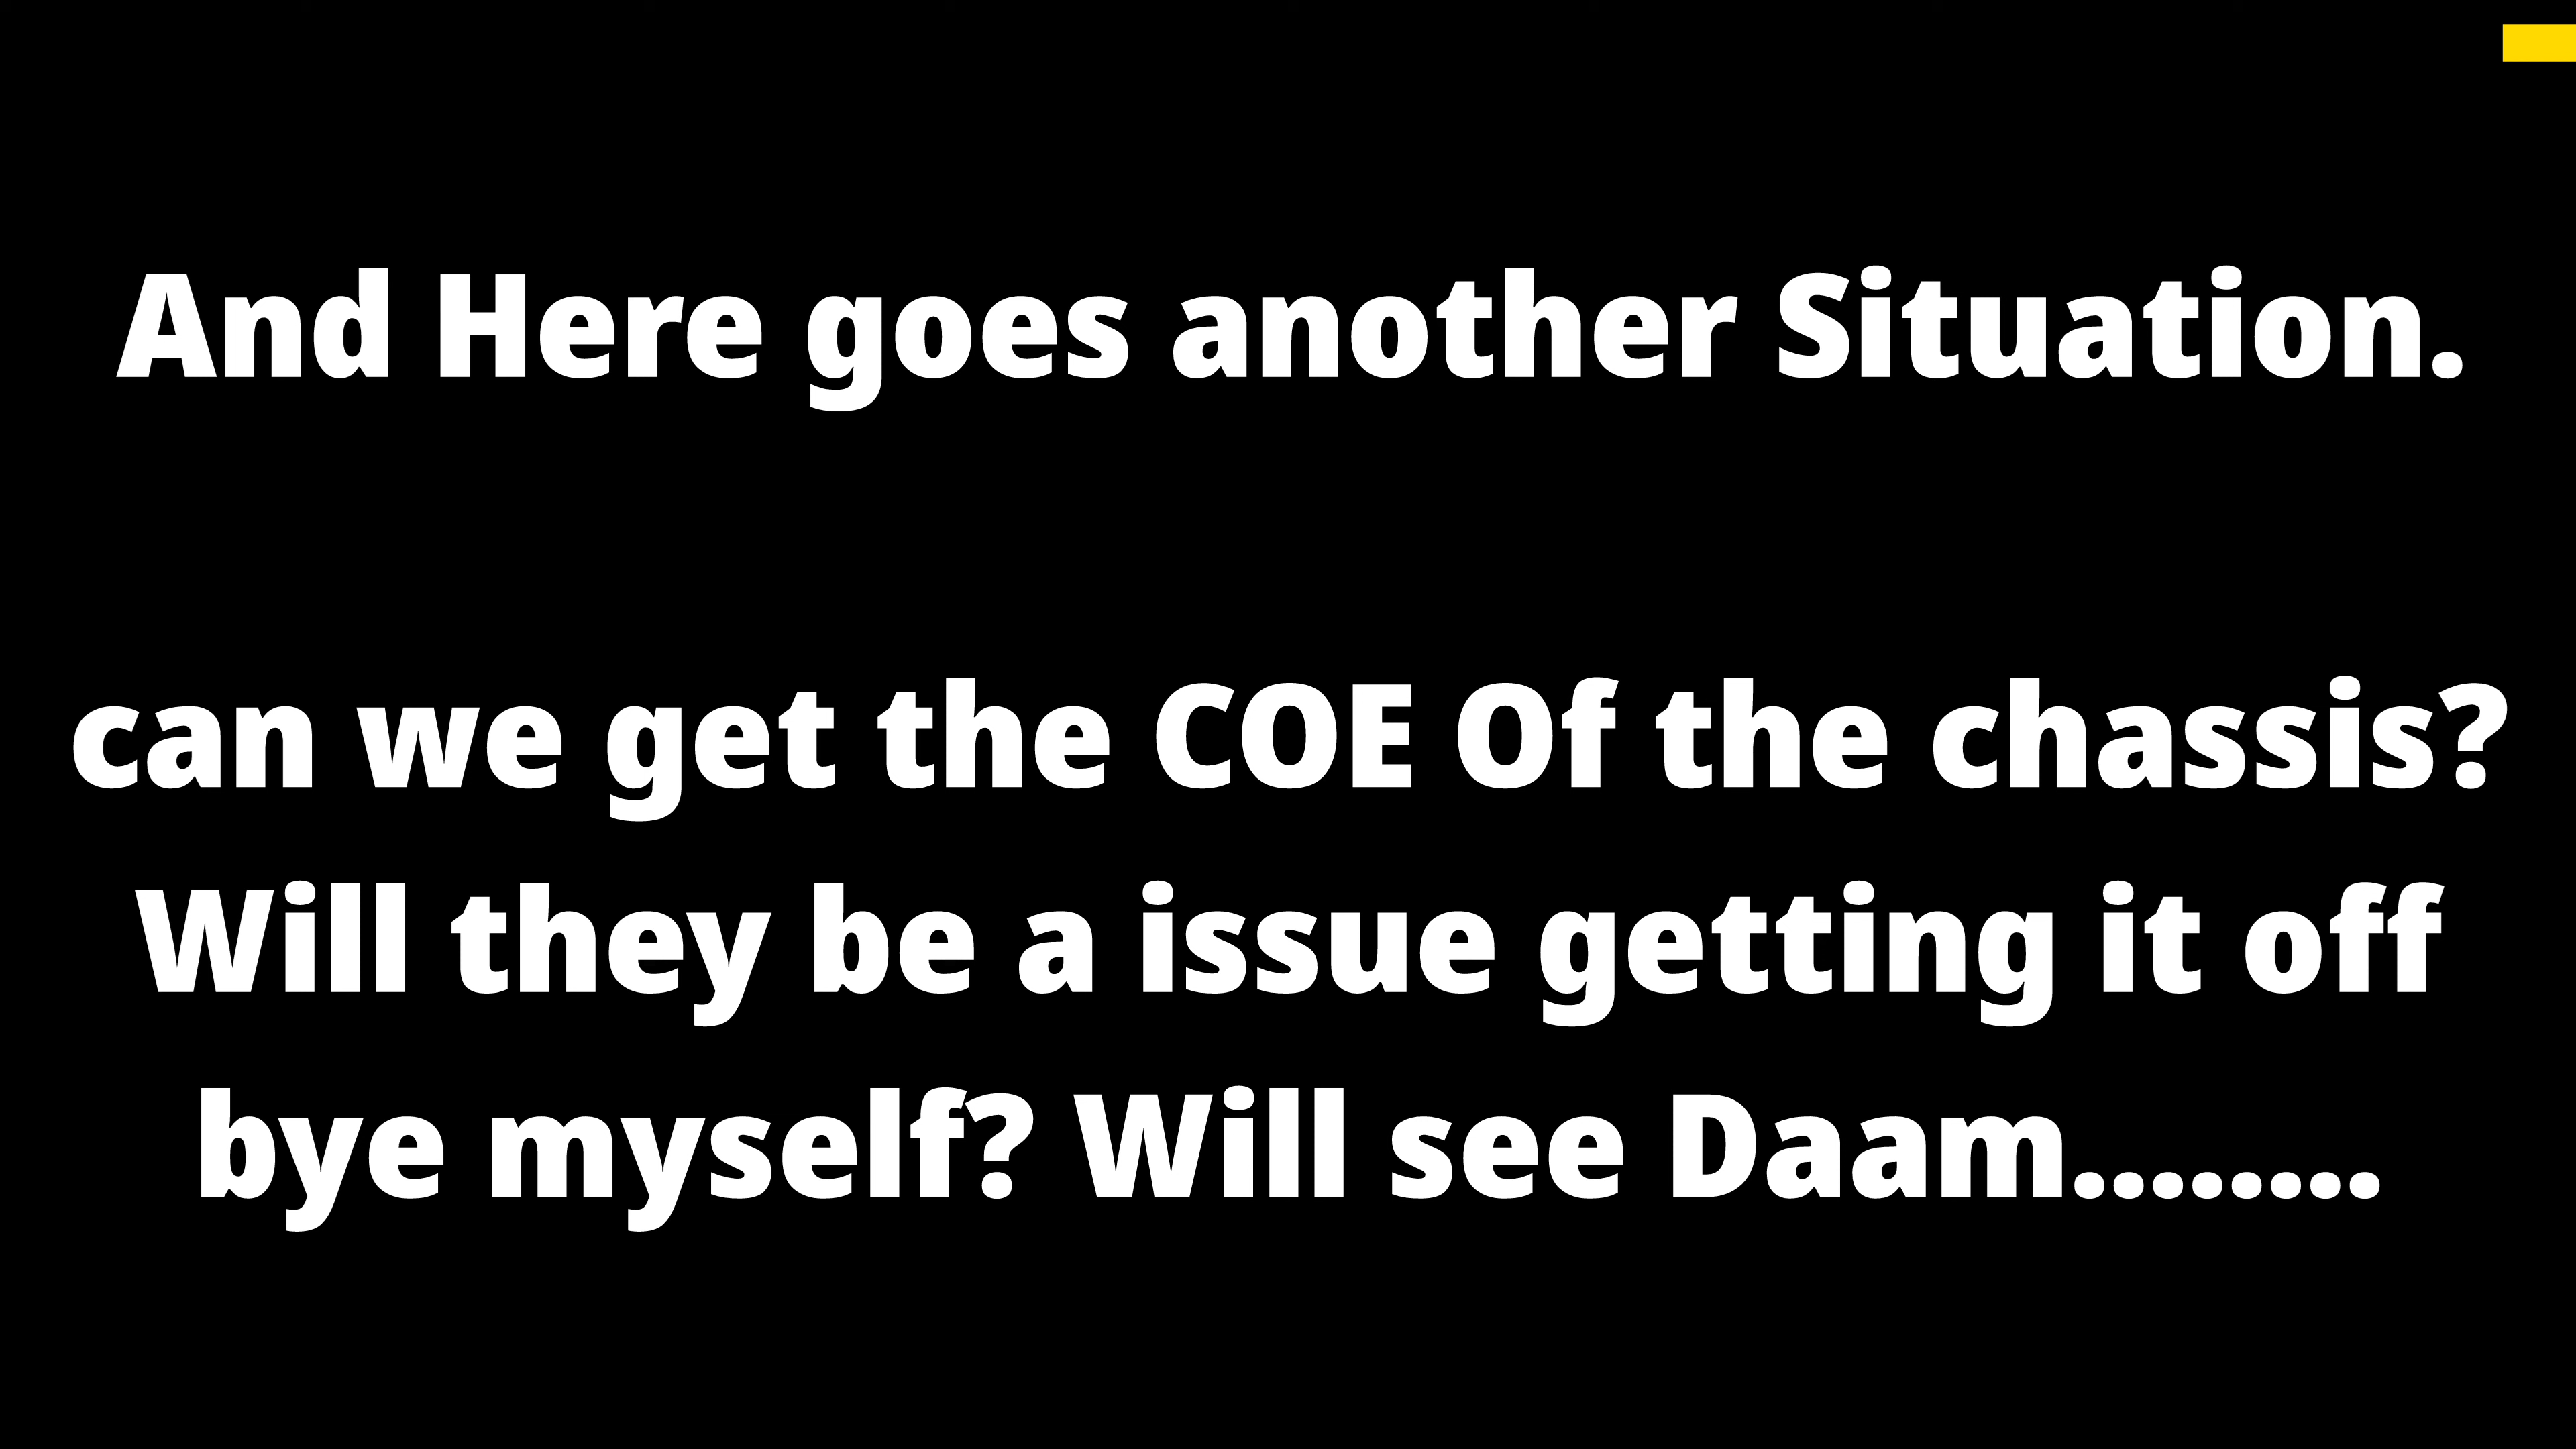 And Here goes another Situation.
can we get the COE Of the chassis?
Will they be a issue getting it off
bye myself? Will see Daam........